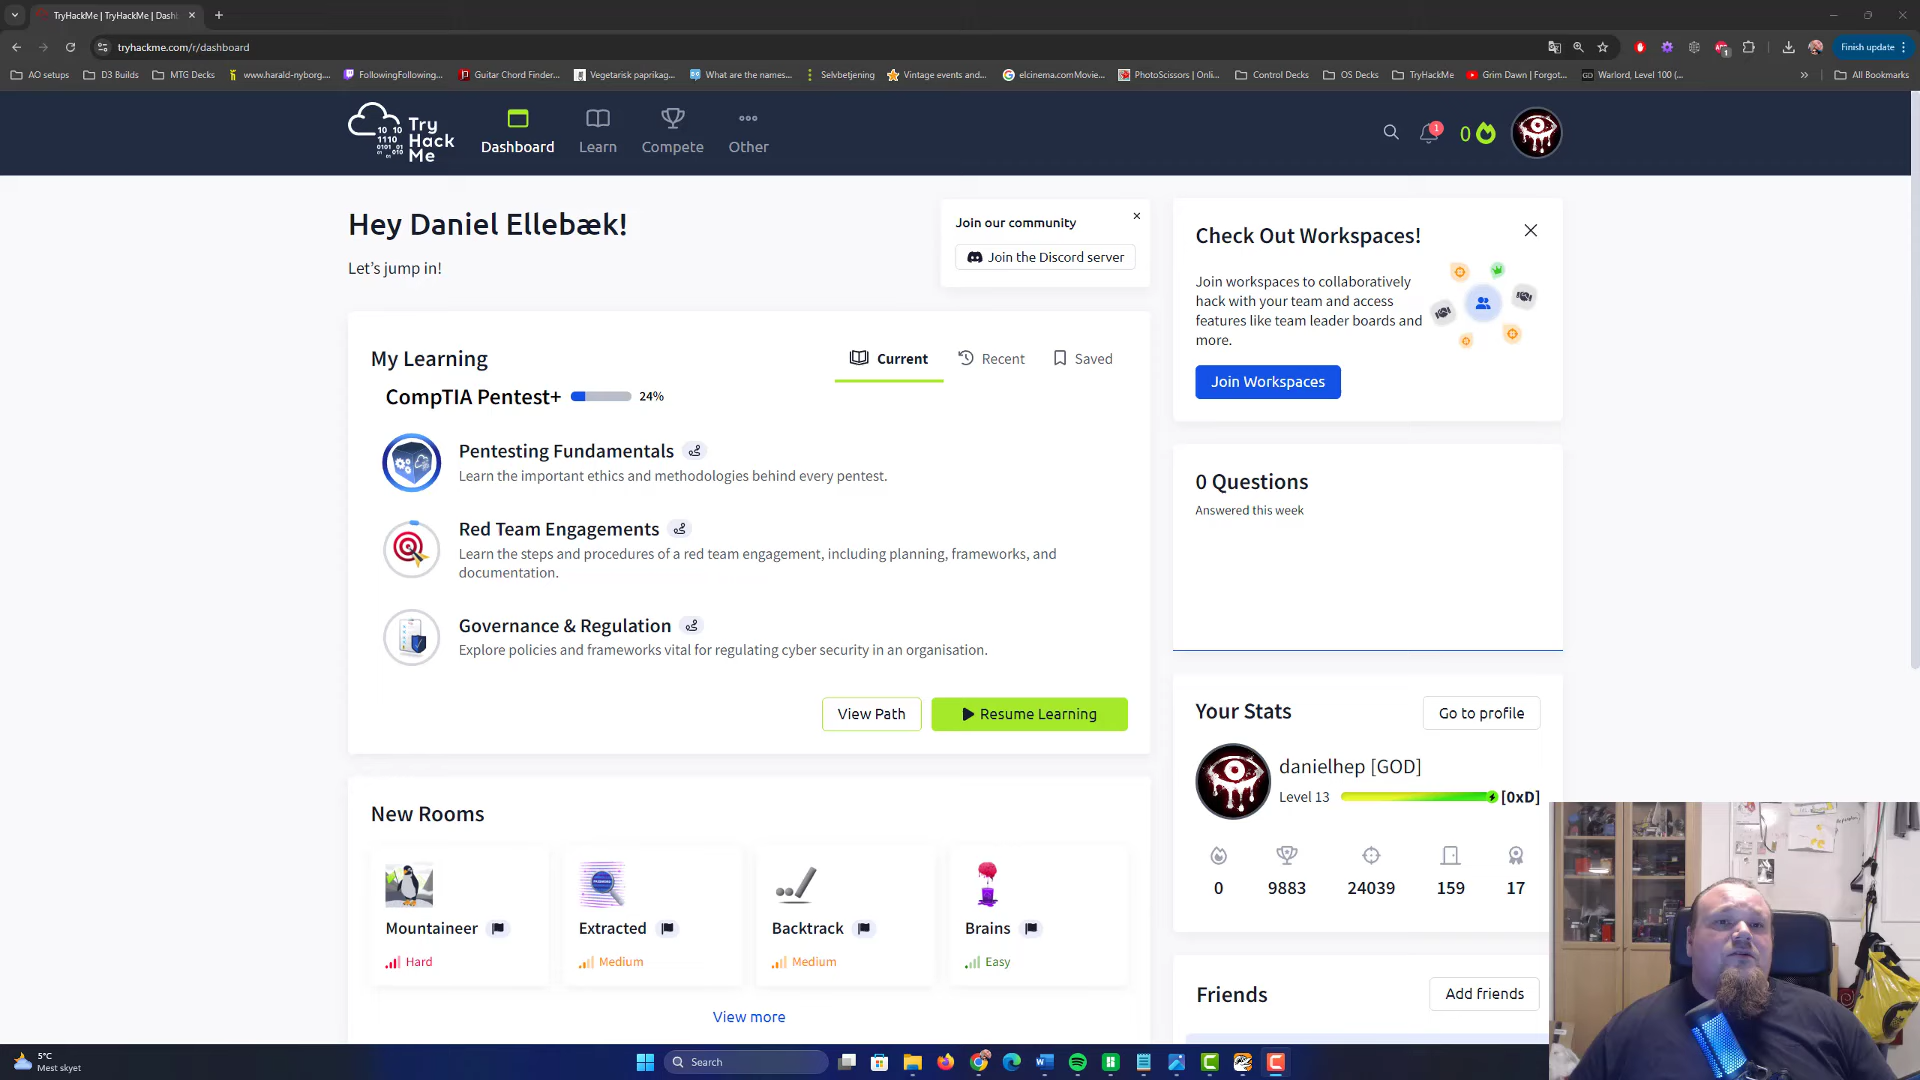 TryHackMe | TryHackMe | Dash
tryhackme.com/r/dashboard
Finish update
AO setups
D3 Builds
MTG Decks
www.harald-nyborg....
FollowingFollowing...
Guitar Chord Finder...
Vegetarisk paprikag...
What are the names...
Selvbetjening
Vintage events and...
elcinema.comMovie...
PhotoScissors | Onli...
Control Decks
OS Decks
TryHackMe
Grim Dawn | Forgot...
Warlord, Level 100 (...
All Bookmarks
Try
Hack
Me
Dashboard
Learn
Compete
Other
1
0
Hey Daniel Ellebæk!
Let's jump in!
Join our community
Join the Discord server
Check Out Workspaces!
Join workspaces to collaboratively
hack with your team and access
features like team leader boards and
more.
Join Workspaces
My Learning
Current
Recent
Saved
CompTIA Pentest+
24%
Pentesting Fundamentals
Learn the important ethics and methodologies behind every pentest.
Red Team Engagements
Learn the steps and procedures of a red team engagement, including planning, frameworks, and
documentation.
Governance & Regulation
Explore policies and frameworks vital for regulating cyber security in an organisation.
View Path
Resume Learning
0 Questions
Answered this week
Your Stats
Go to profile
danielhep [GOD]
Level 13
[0xD]
0
9883
24039
159
17
New Rooms
Mountaineer
Hard
Extracted
Medium
Backtrack
Medium
Brains
Easy
View more
Friends
Add friends
5°C
Mest skyet
Search